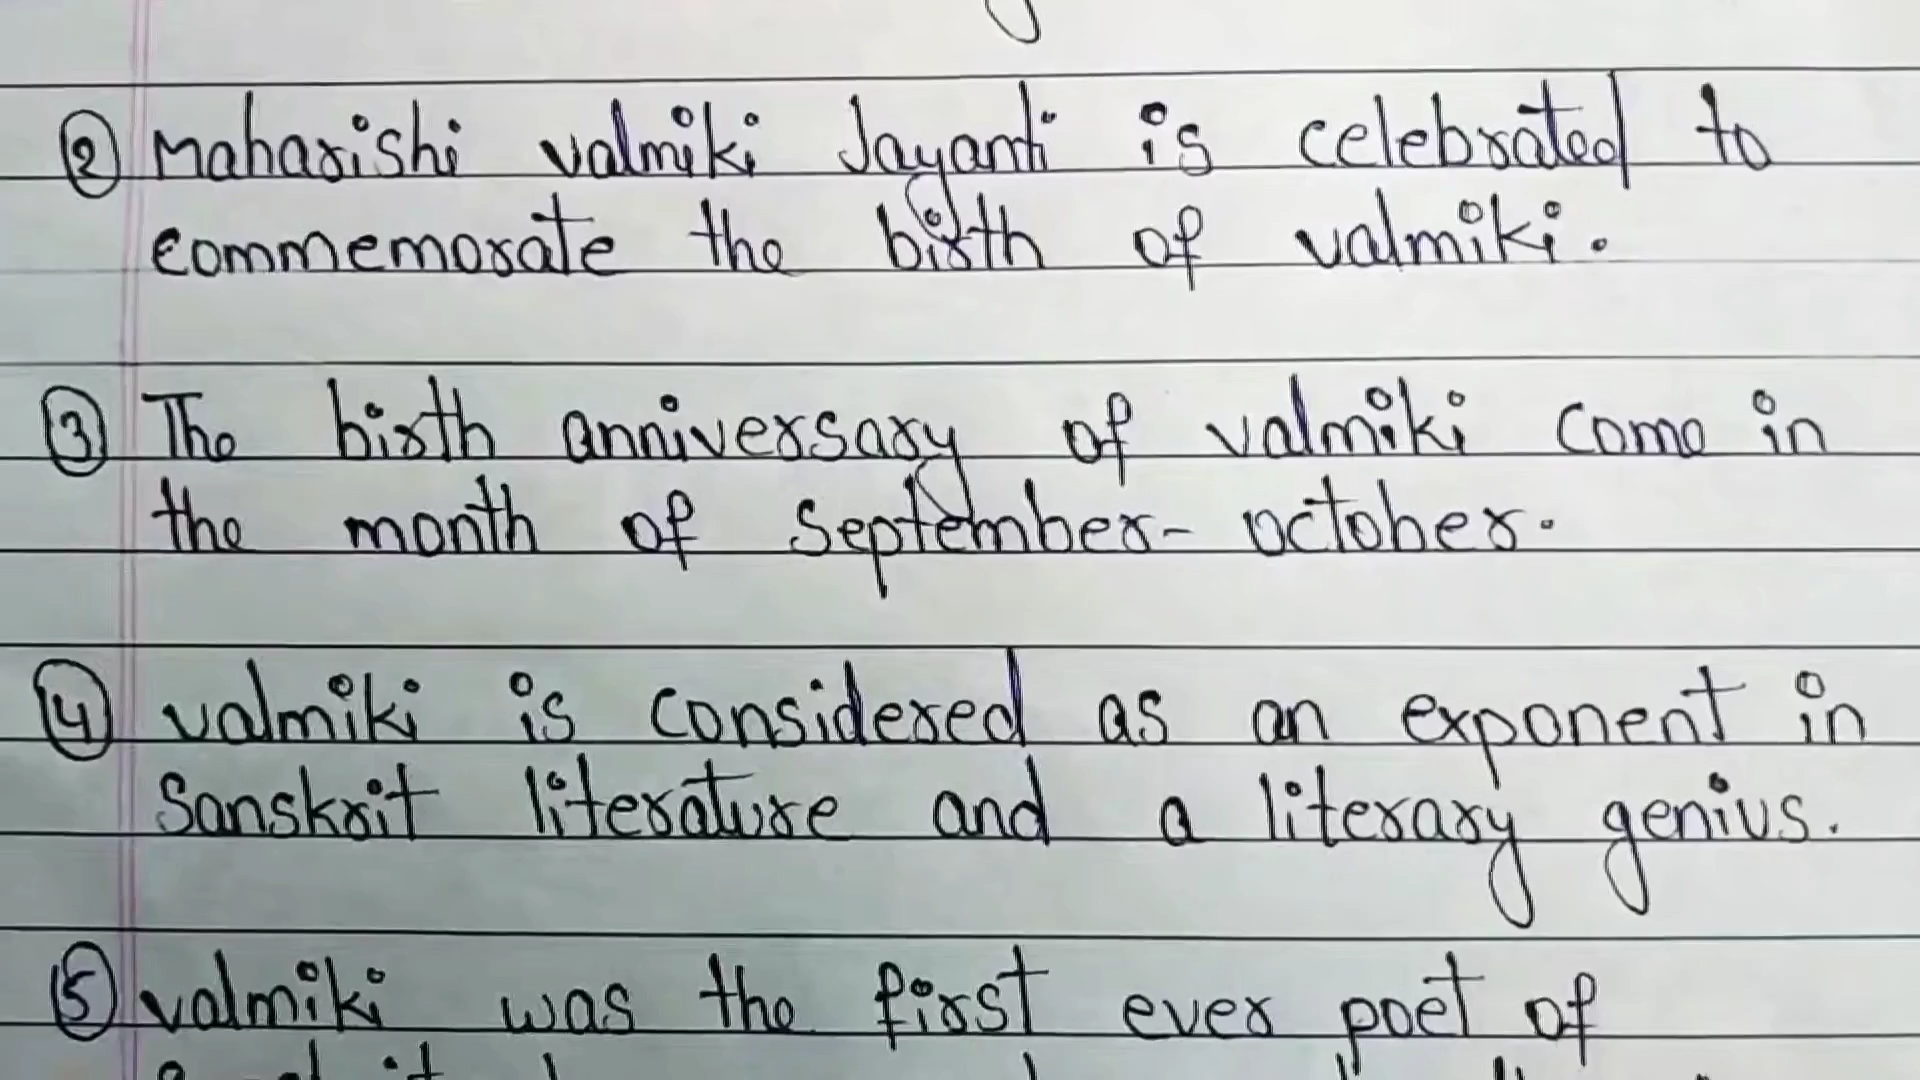 ② Maharishi valmiki Jayanti is celebrated to
commemorate the birth of valmiki.
③ The birth anniversary of valmiki come in
the month of September- october.
④ valmiki is considered as an exponent in
Sanskrit literature and a literary genius.
⑤ valmiki was the first ever poet of